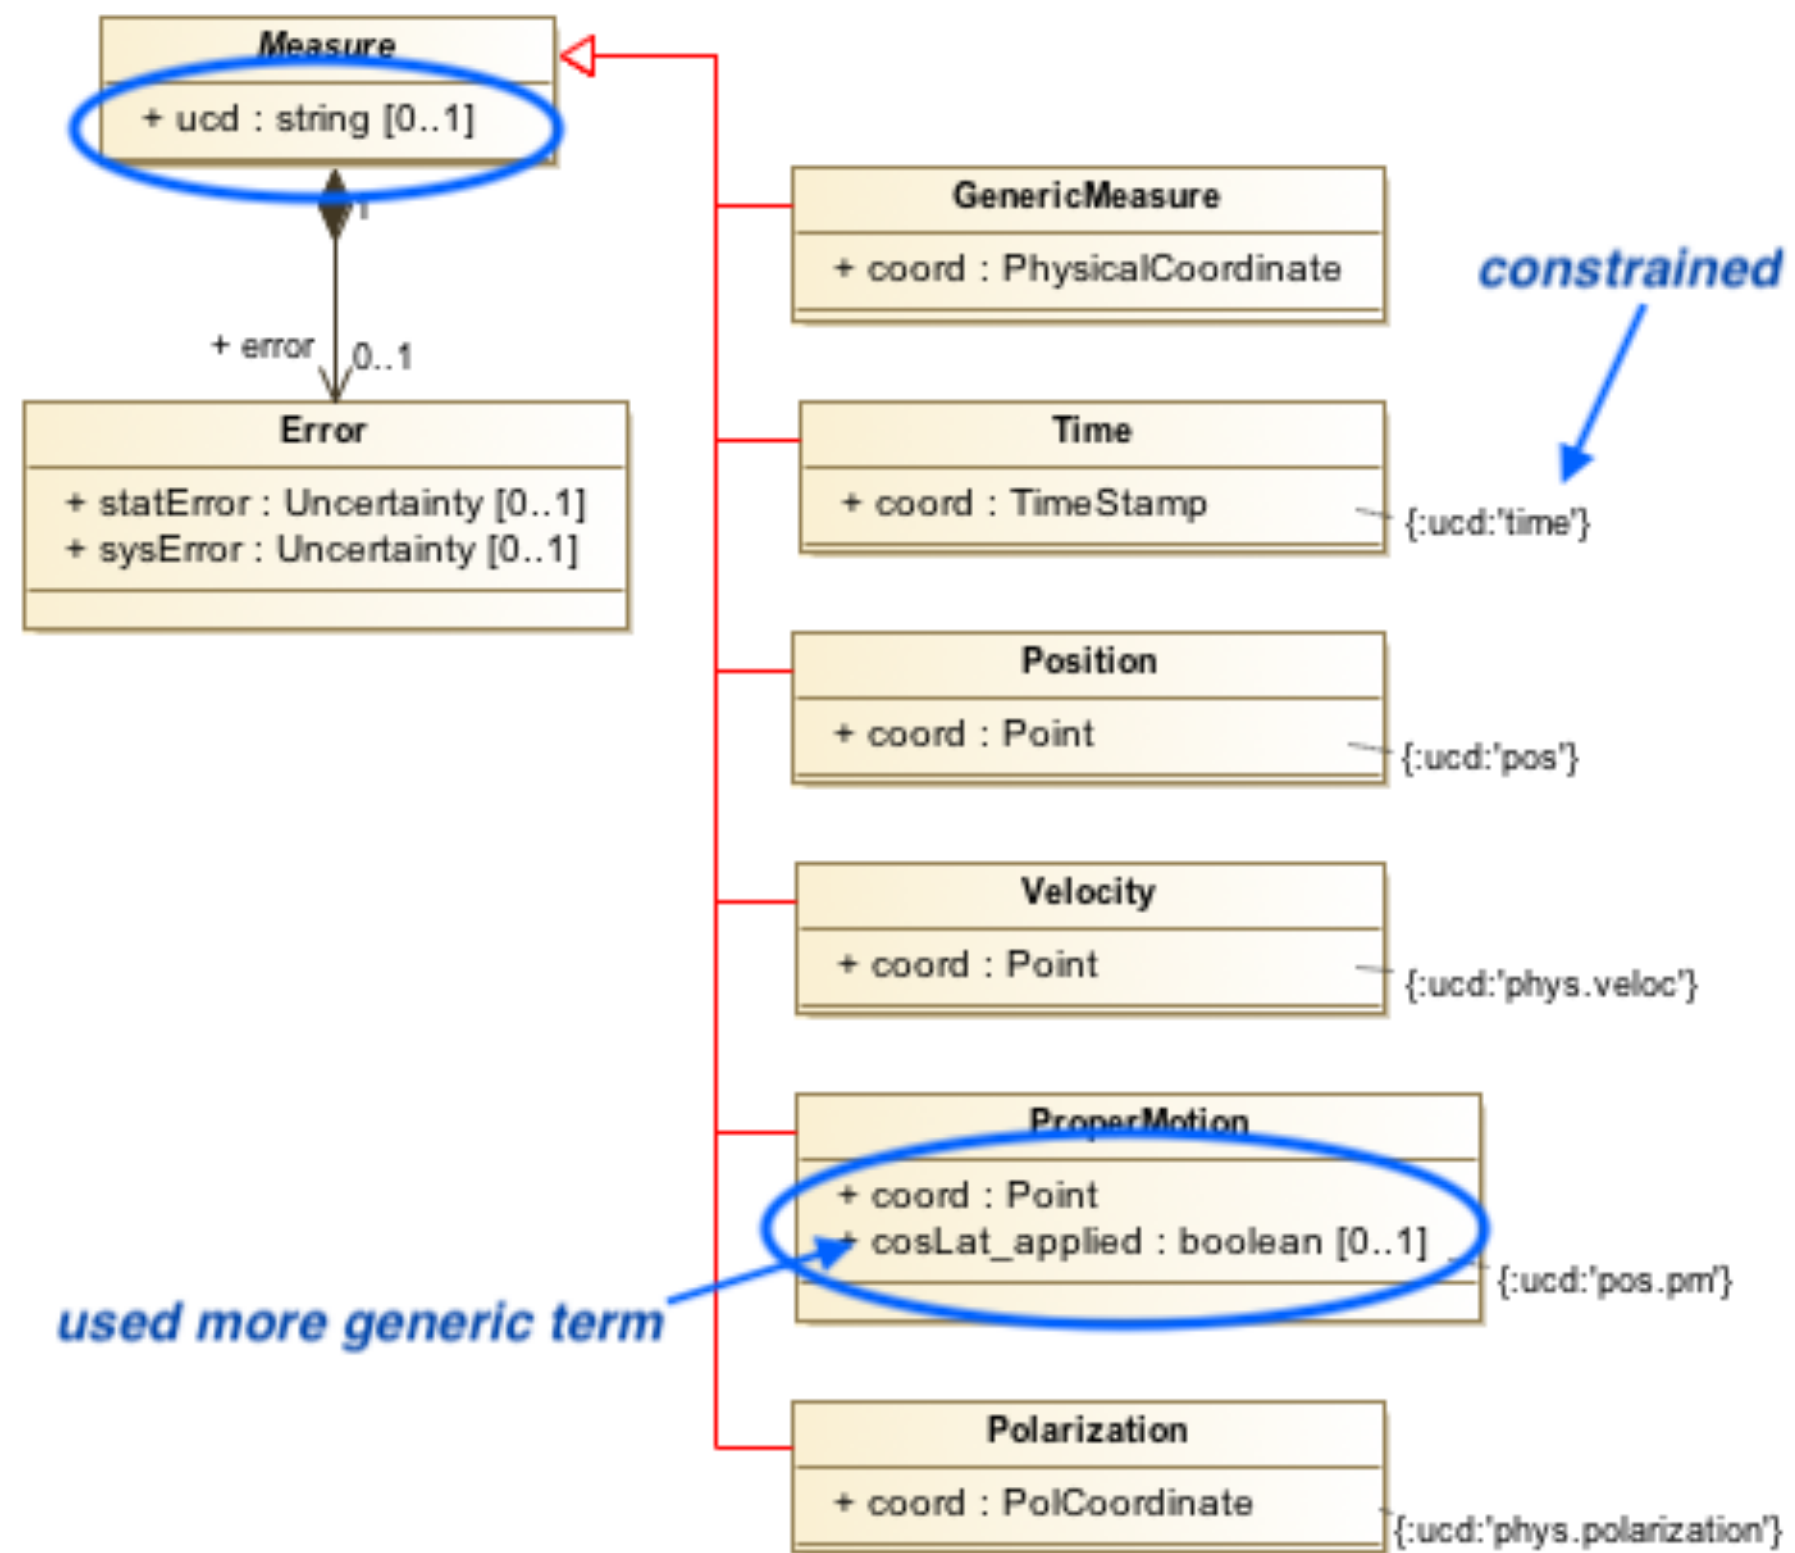 Measure
+ ucd : string [0..1]
1
+ error
0..1
Error
+ statError : Uncertainty [0..1]
+ sysError : Uncertainty [0..1]
GenericMeasure
+ coord : PhysicalCoordinate
constrained
Time
+ coord : TimeStamp
{:ucd:'time'}
Position
+ coord : Point
{:ucd:'pos'}
Velocity
+ coord : Point
{:ucd:'phys.veloc'}
ProperMotion
+ coord : Point
+ cosLat_applied : boolean [0..1]
{:ucd:'pos.pm'}
used more generic term
Polarization
+ coord : PolCoordinate
{:ucd:'phys.polarization'}